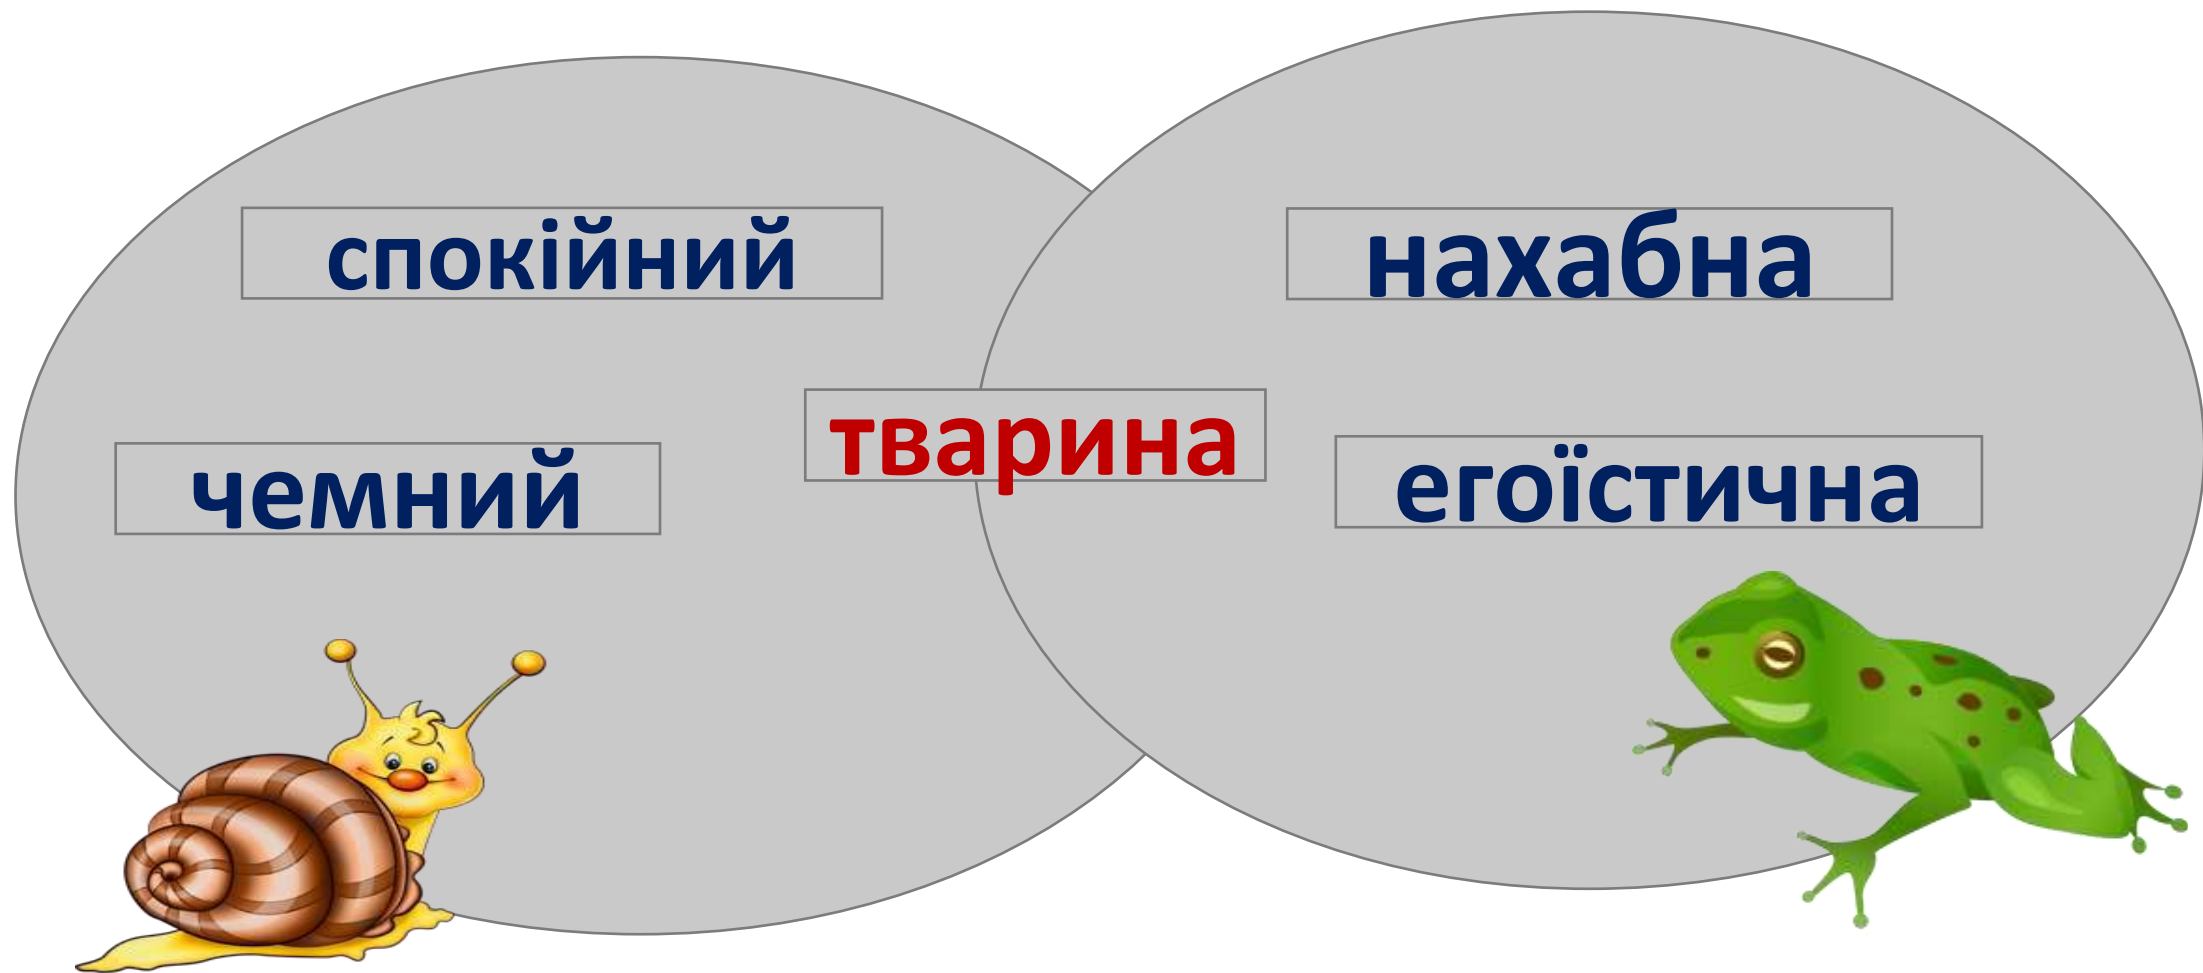 спокійний
чемний
тварина
нахабна
егоїстична